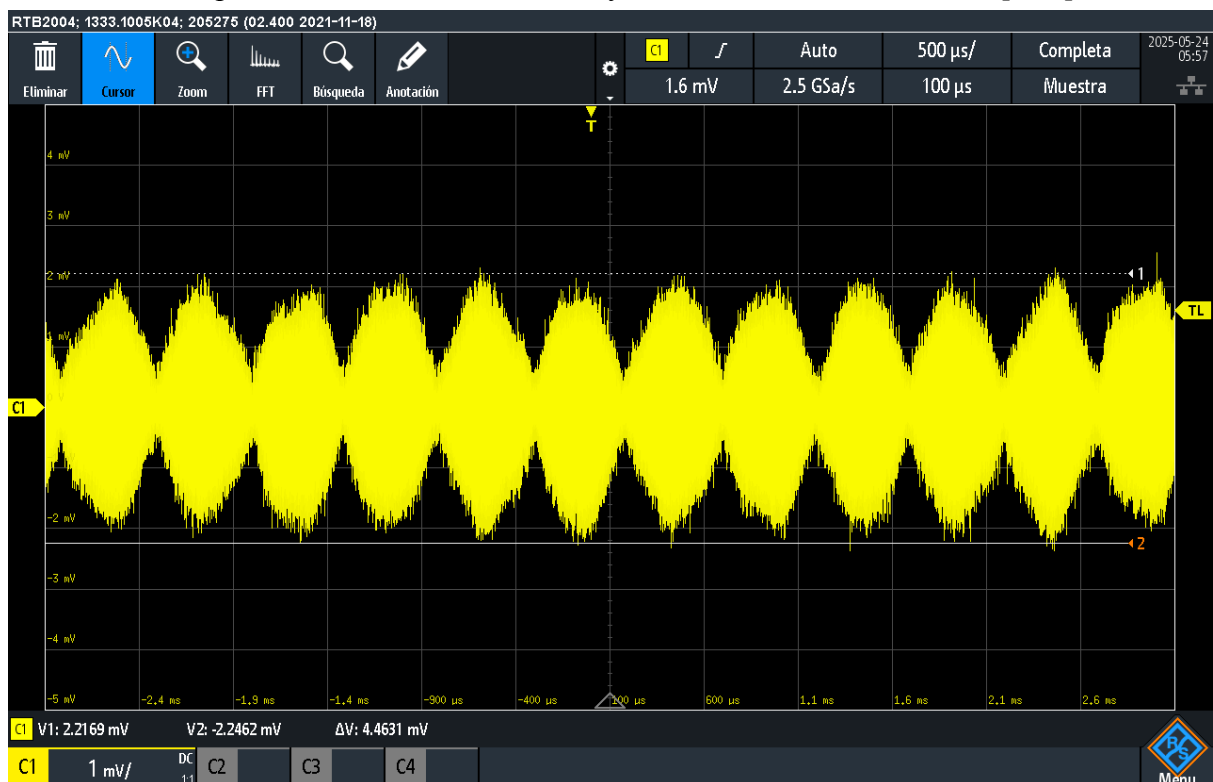 RTB2004; 1333.1005K04; 205275 (02.400 2021-11-18)
Eliminar
Cursor
Zoom
FFT
Búsqueda
Anotación
C1
Auto
500 µs/
Completa
2025-05-24
05:57
1.6 mV
2.5 GSa/s
100 µs
Muestra
T
4 mV
3 mV
2 mV
1
TL
1 mV
0 V
C1
-2 mV
2
-3 mV
-4 mV
-5 mV
-2,4 ms
-1,9 ms
-1,4 ms
-900 µs
-400 µs
100 µs
600 µs
1,1 ms
1,6 ms
2,1 ms
2,6 ms
C1 V1: 2.2169 mV V2: -2.2462 mV ΔV: 4.4631 mV
R&S
C1 1 mV/ DC 1:1 C2 C3 C4
Menu